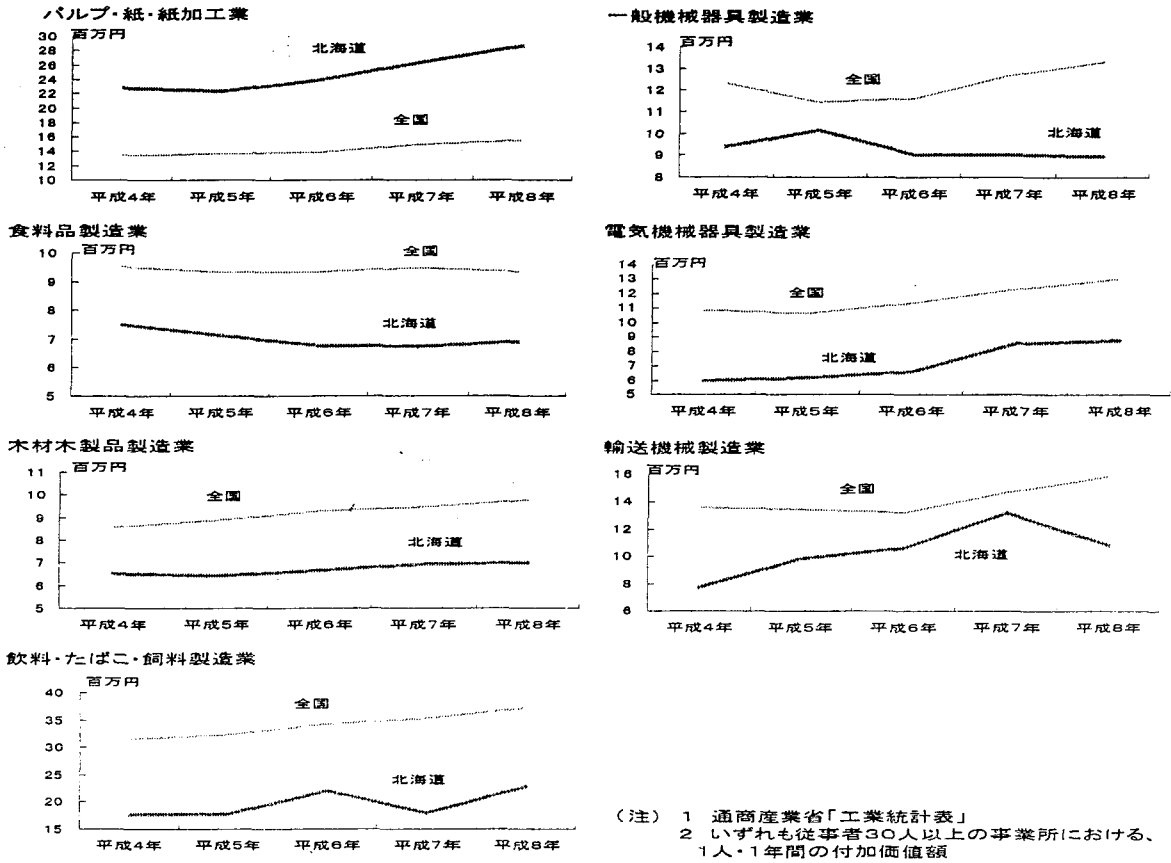 パルプ・紙・紙加工業
百万円
30
28
26
24
22
20
18
16
14
12
10
北海道
全国
平成4年 平成5年 平成6年 平成7年 平成8年
一般機械器具製造業
百万円
14
13
12
11
10
9
8
全国
北海道
平成4年 平成5年 平成6年 平成7年 平成8年
食料品製造業
百万円
10
9
8
7
6
5
全国
北海道
平成4年 平成5年 平成6年 平成7年 平成8年
電気機械器具製造業
百万円
14
13
12
11
10
9
8
7
6
5
全国
北海道
平成4年 平成5年 平成6年 平成7年 平成8年
木材木製品製造業
百万円
11
10
9
8
7
6
5
全国
北海道
平成4年 平成5年 平成6年 平成7年 平成8年
輸送機械製造業
百万円
16
14
12
10
8
6
全国
北海道
平成4年 平成5年 平成6年 平成7年 平成8年
飲料・たばこ・飼料製造業
百万円
40
35
30
25
20
15
全国
北海道
平成4年 平成5年 平成6年 平成7年 平成8年
(注) 1 通商産業省「工業統計表」
2 いずれも従事者30人以上の事業所における、
1人・1年間の付加価値額